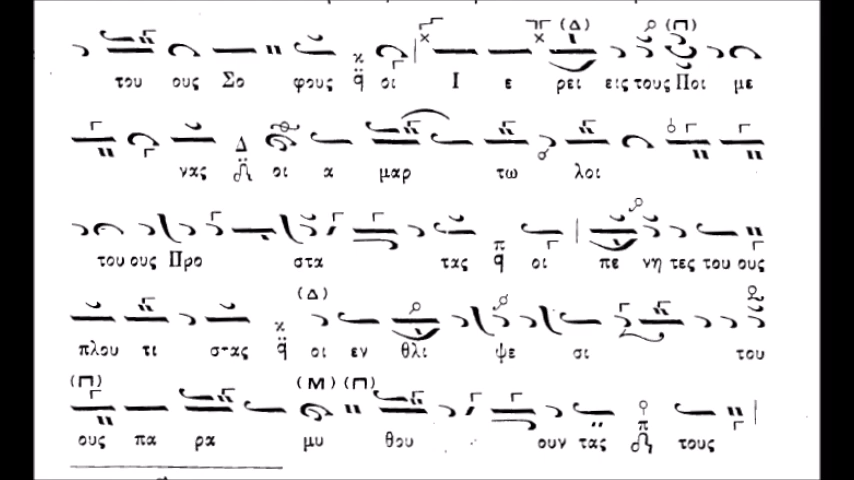 (Δ) (Π)
του ους Σο φους οι Ι ε ρει εις τους Ποι με
νας οι α μαρ τω λοι
του ους Προ στα τας οι πε νη τες του ους
(Δ)
πλου τι στας οι εν θλι ψε σι του
(Π) (Μ) (Π)
ους πα ρα μυ θου ουν τας τους